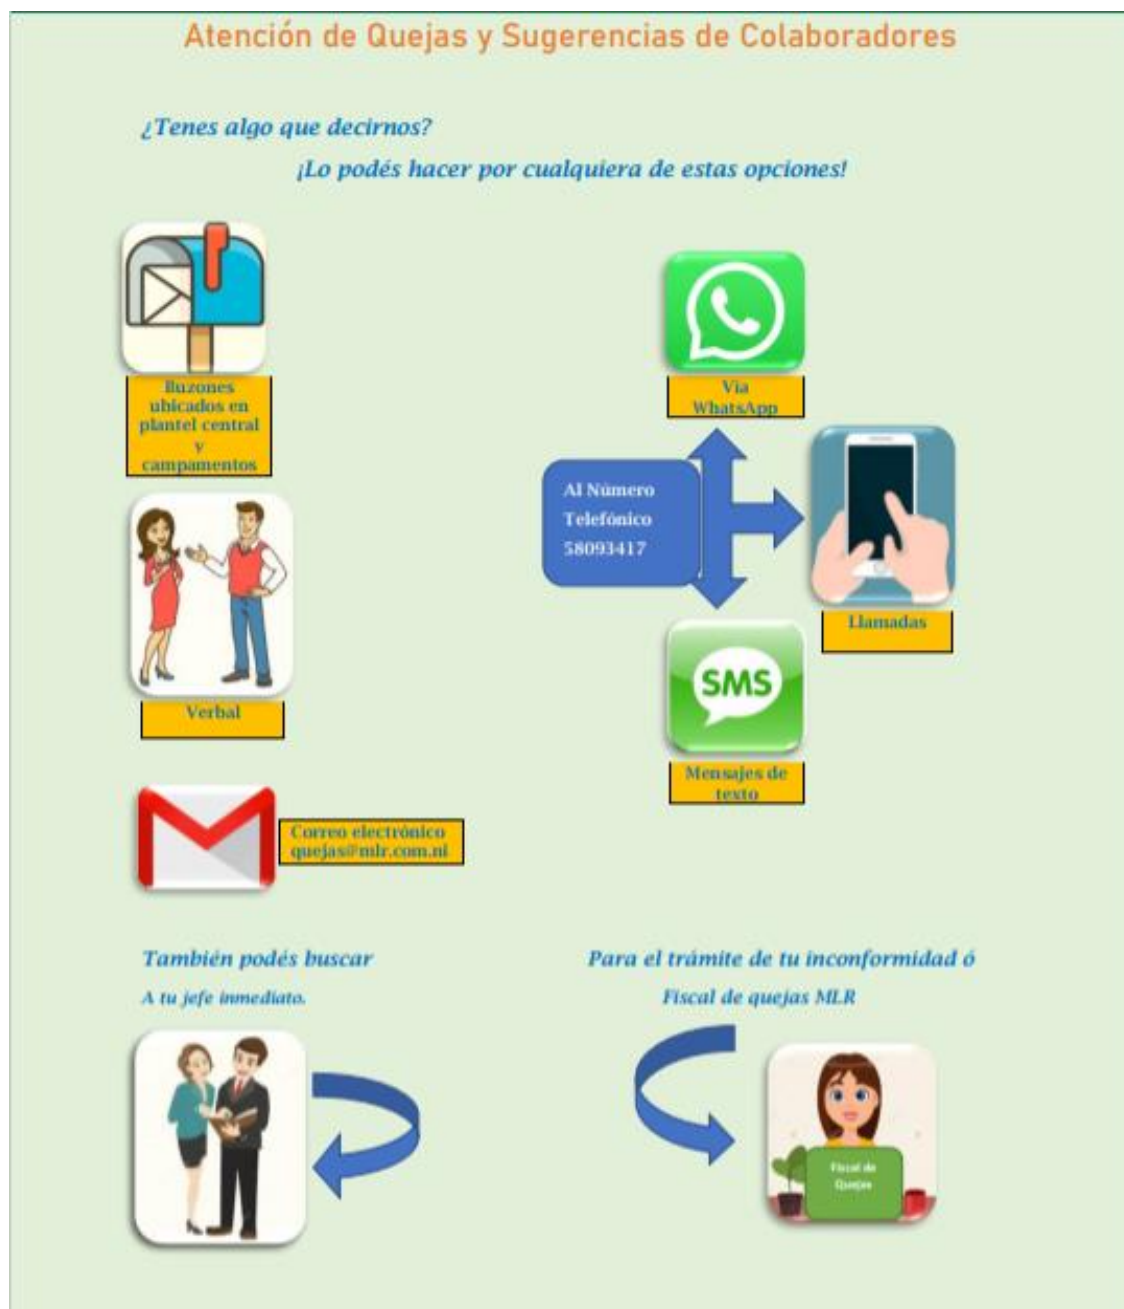 Atención de Quejas y Sugerencias de Colaboradores
¿Tenes algo que decirnos?
¡Lo podés hacer por cualquiera de estas opciones!
Buzones
ubicados en
plantel central
y
campamentos
Via
WhatsApp
Al Número
Telefónico
58093417
Llamadas
Verbal
SMS
Mensajes de
texto
Correo electrónico
quejas@mlr.com.ni
También podés buscar
A tu jefe inmediato.
Para el trámite de tu inconformidad ó
Fiscal de quejas MLR
Fiscal de
Quejas